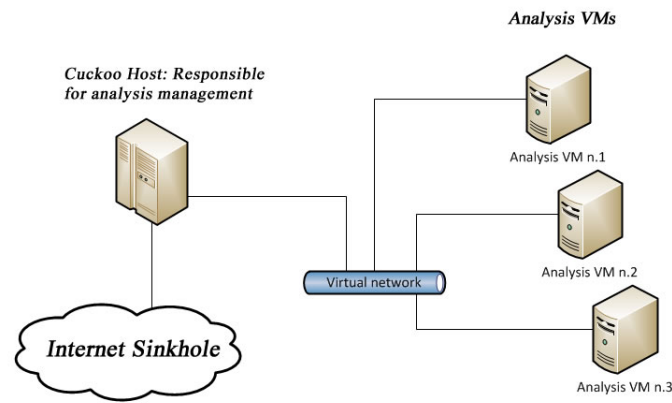 Analysis VMs
Cuckoo Host: Responsible
for analysis management
Analysis VM n.1
Analysis VM n.2
Virtual network
Internet Sinkhole
Analysis VM n.3